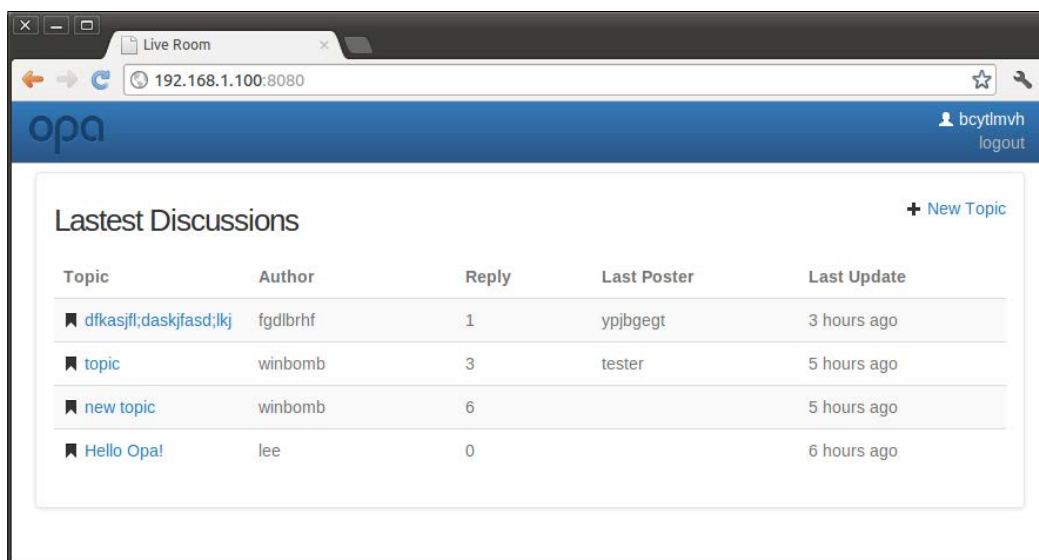 Live Room
192.168.1.100:8080
opa
bcytlmvh
logout
Lastest Discussions
New Topic
Topic Author Reply Last Poster Last Update
dfkasjfl;daskjfasd;lkj fgdlbrhf 1 ypjbgegt 3 hours ago
topic winbomb 3 tester 5 hours ago
new topic winbomb 6 5 hours ago
Hello Opa! lee 0 6 hours ago